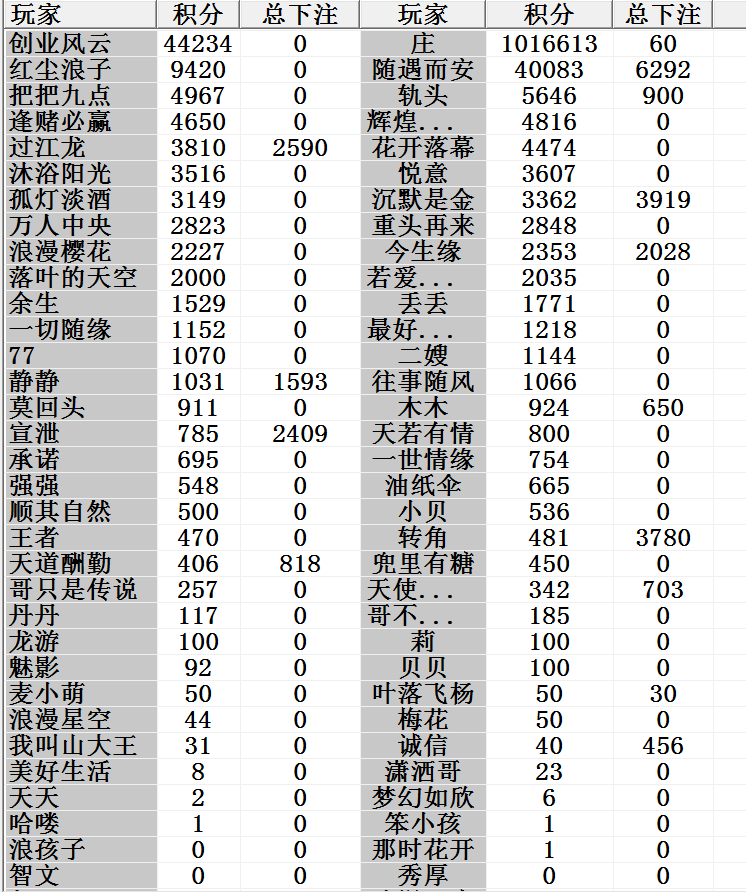 玩家 积分 总下注 玩家 积分 总下注
创业风云 44234 0 庄 1016613 60
红尘浪子 9420 0 随遇而安 40083 6292
把把九点 4967 0 轨头 5646 900
逢赌必赢 4650 0 辉煌... 4816 0
过江龙 3810 2590 花开落幕 4474 0
沐浴阳光 3516 0 悦意 3607 0
孤灯淡酒 3149 0 沉默是金 3362 3919
万人中央 2823 0 重头再来 2848 0
浪漫樱花 2227 0 今生缘 2353 2028
落叶的天空 2000 0 若爱... 2035 0
余生 1529 0 丢丢 1771 0
一切随缘 1152 0 最好... 1218 0
77 1070 0 二嫂 1144 0
静静 1031 1593 往事随风 1066 0
莫回头 911 0 木木 924 650
宣泄 785 2409 天若有情 800 0
承诺 695 0 一世情缘 754 0
强强 548 0 油纸伞 665 0
顺其自然 500 0 小贝 536 0
王者 470 0 转角 481 3780
天道酬勤 406 818 兜里有糖 450 0
哥只是传说 257 0 天使... 342 703
丹丹 117 0 哥不... 185 0
龙游 100 0 莉 100 0
魅影 92 0 贝贝 100 0
麦小萌 50 0 叶落飞杨 50 30
浪漫星空 44 0 梅花 50 0
我叫山大王 31 0 诚信 40 456
美好生活 8 0 潇洒哥 23 0
天天 2 0 梦幻如欣 6 0
哈喽 1 0 笨小孩 1 0
浪孩子 0 0 那时花开 1 0
智文 0 0 秀厚 0 0